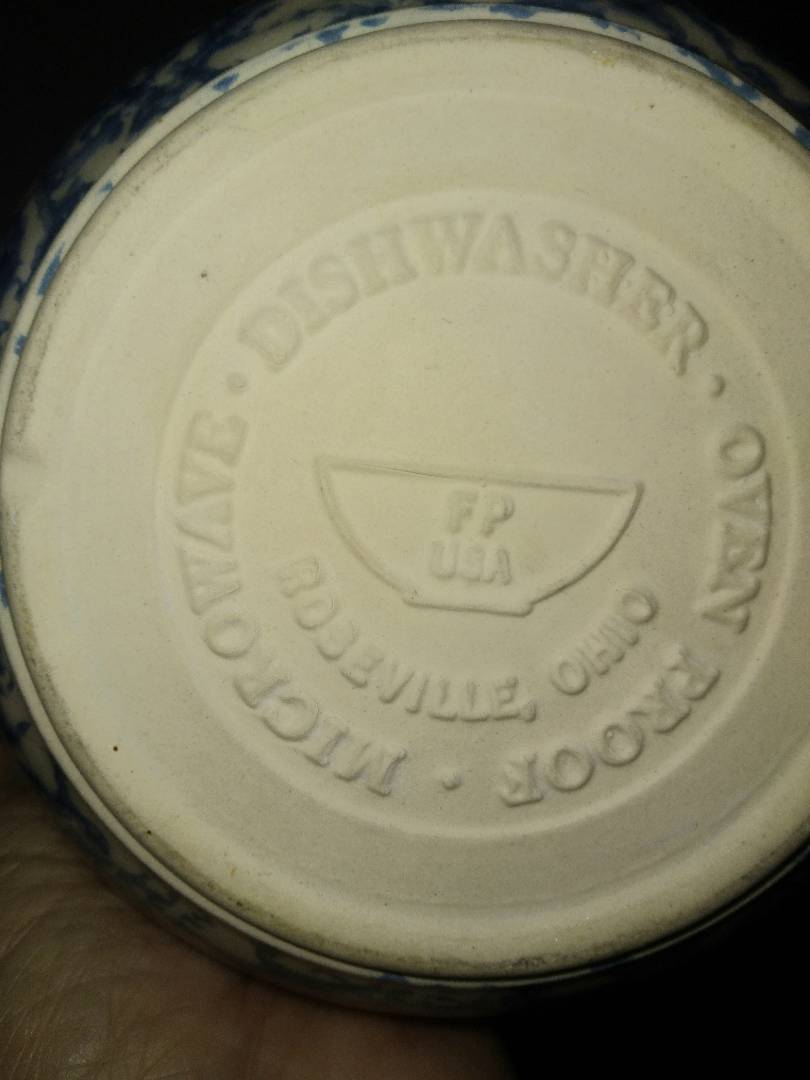 DISHWASHER · OVEN PROOF · MICROWAVE ·
FP
USA
ROSEVILLE, OHIO